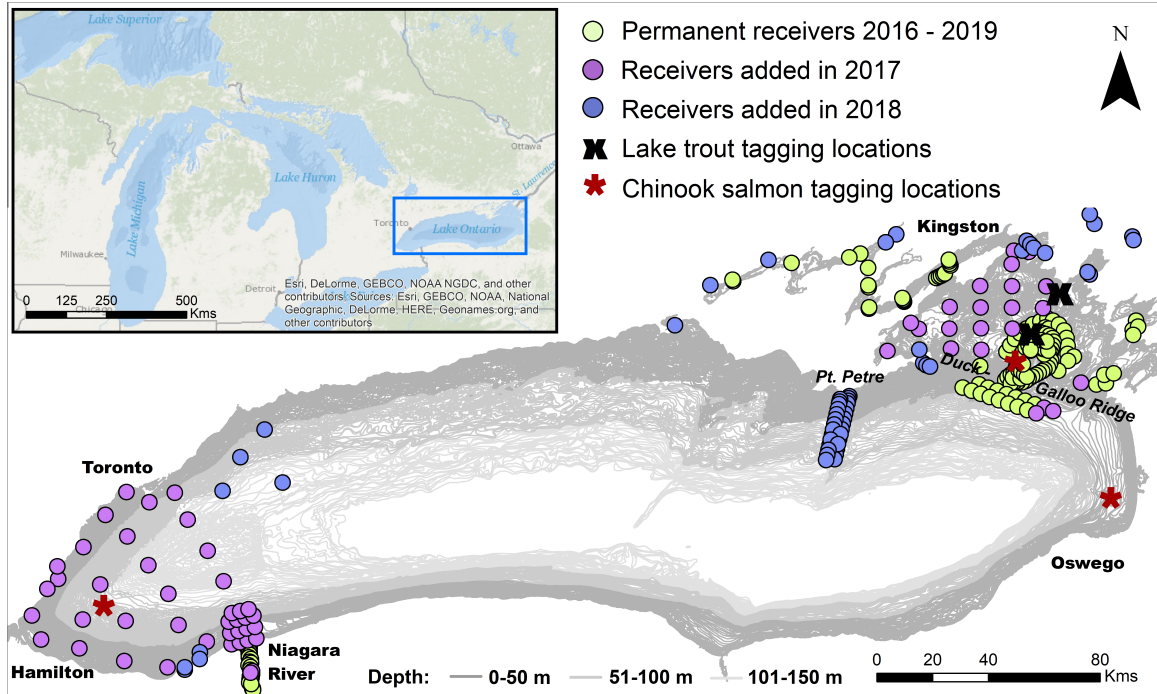 Lake Superior
Ottawa
St. Lawrence
Lake Huron
Lake Michigan
Toronto
Lake Ontario
Milwaukee
Detroit
Chicago
Esri, DeLorme, GEBCO, NOAA NGDC, and other
contributors, Sources: Esri, GEBCO, NOAA, National
Geographic, DeLorme, HERE, Geonames.org, and
other contributors
0 125 250 500
Kms
Permanent receivers 2016 - 2019
Receivers added in 2017
Receivers added in 2018
Lake trout tagging locations
Chinook salmon tagging locations
N
Kingston
Pt. Petre
Duck -
Galloo Ridge
Toronto
Oswego
Hamilton
Niagara
River
Depth: 0-50 m 51-100 m 101-150 m
0 20 40 80
Kms